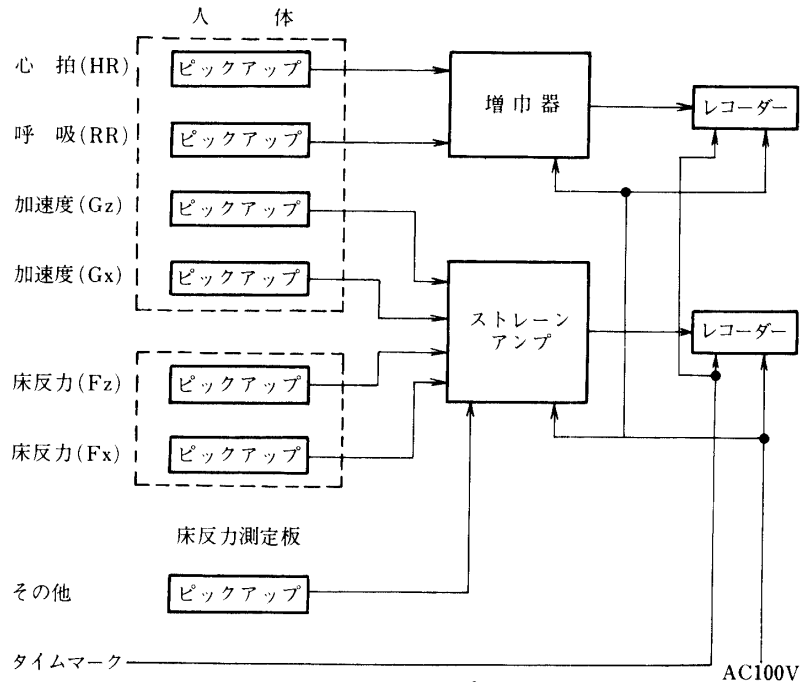 人 体
心 拍(HR)
ピックアップ
増巾器
レコーダー
呼 吸(RR)
ピックアップ
加速度(Gz)
ピックアップ
加速度(Gx)
ピックアップ
ストレーン
アンプ
レコーダー
床反力(Fz)
ピックアップ
床反力(Fx)
ピックアップ
床反力測定板
その他
ピックアップ
タイムマーク
AC100V